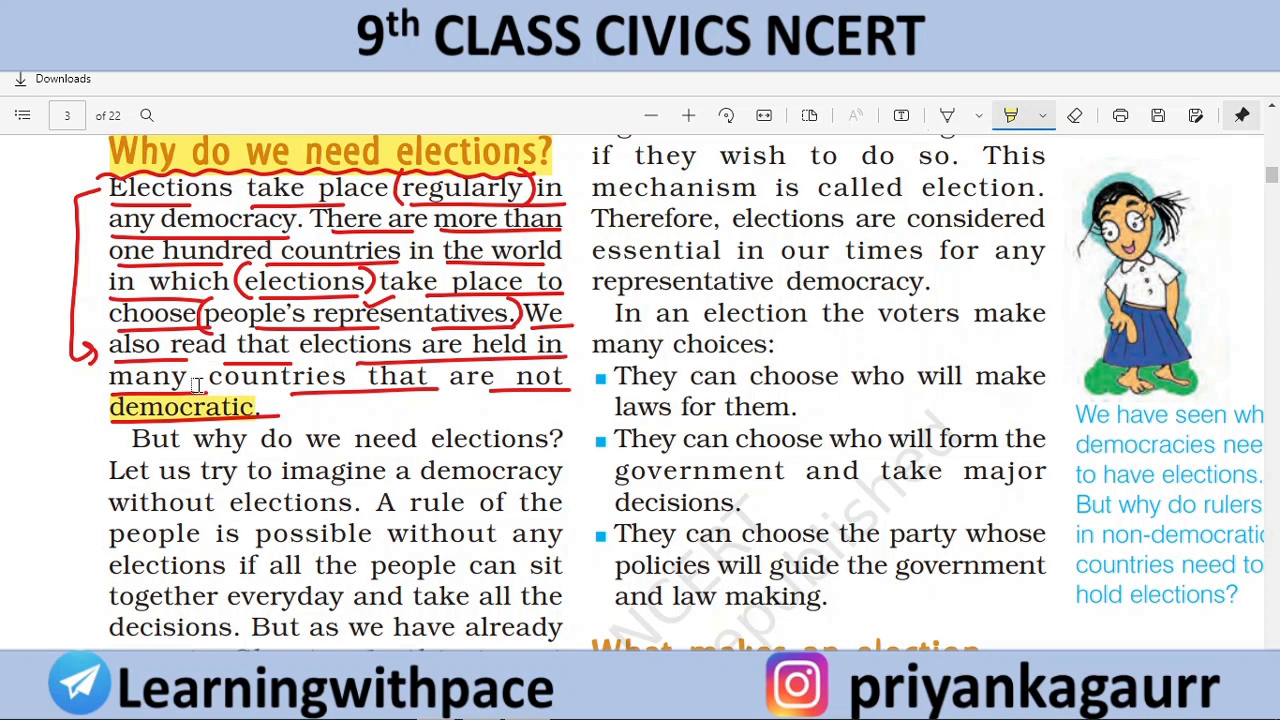 9th CLASS CIVICS NCERT
Downloads
3 of 22
Why do we need elections?
Elections take place regularly in
any democracy. There are more than
one hundred countries in the world
in which elections take place to
choose people's representatives. We
also read that elections are held in
many countries that are not
democratic.
But why do we need elections?
Let us try to imagine a democracy
without elections. A rule of the
people is possible without any
elections if all the people can sit
together everyday and take all the
decisions. But as we have already
if they wish to do so. This
mechanism is called election.
Therefore, elections are considered
essential in our times for any
representative democracy.
In an election the voters make
many choices:
They can choose who will make
laws for them.
They can choose who will form the
government and take major
decisions.
They can choose the party whose
policies will guide the government
and law making.
What makes an election
We have seen wh
democracies nee
to have elections.
But why do rulers
in non-democratic
countries need to
hold elections?
NCERT
republished
Learningwithpace
priyankagaurr